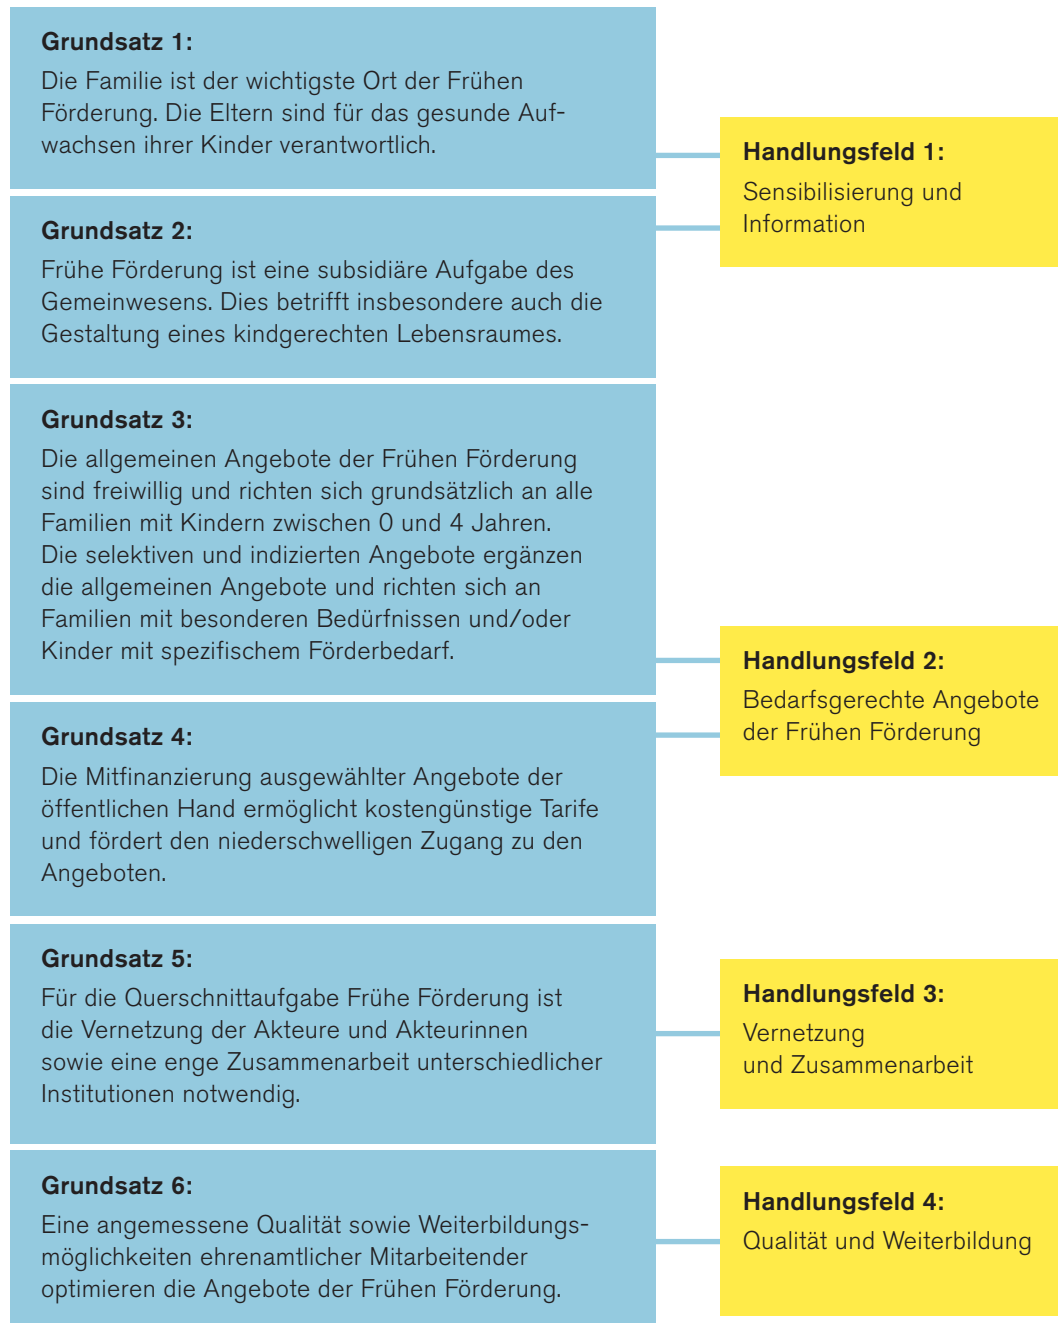 Grundsatz 1:
Die Familie ist der wichtigste Ort der Frühen
Förderung. Die Eltern sind für das gesunde Auf-
wachsen ihrer Kinder verantwortlich.
Handlungsfeld 1:
Sensibilisierung und
Information
Grundsatz 2:
Frühe Förderung ist eine subsidiäre Aufgabe des
Gemeinwesens. Dies betrifft insbesondere auch die
Gestaltung eines kindgerechten Lebensraumes.
Grundsatz 3:
Die allgemeinen Angebote der Frühen Förderung
sind freiwillig und richten sich grundsätzlich an alle
Familien mit Kindern zwischen 0 und 4 Jahren.
Die selektiven und indizierten Angebote ergänzen
die allgemeinen Angebote und richten sich an
Familien mit besonderen Bedürfnissen und/oder
Kinder mit spezifischem Förderbedarf.
Handlungsfeld 2:
Bedarfsgerechte Angebote
der Frühen Förderung
Grundsatz 4:
Die Mitfinanzierung ausgewählter Angebote der
öffentlichen Hand ermöglicht kostengünstige Tarife
und fördert den niederschwelligen Zugang zu den
Angeboten.
Grundsatz 5:
Für die Querschnittaufgabe Frühe Förderung ist
die Vernetzung der Akteure und Akteurinnen
sowie eine enge Zusammenarbeit unterschiedlicher
Institutionen notwendig.
Handlungsfeld 3:
Vernetzung
und Zusammenarbeit
Grundsatz 6:
Eine angemessene Qualität sowie Weiterbildungs-
möglichkeiten ehrenamtlicher Mitarbeitender
optimieren die Angebote der Frühen Förderung.
Handlungsfeld 4:
Qualität und Weiterbildung